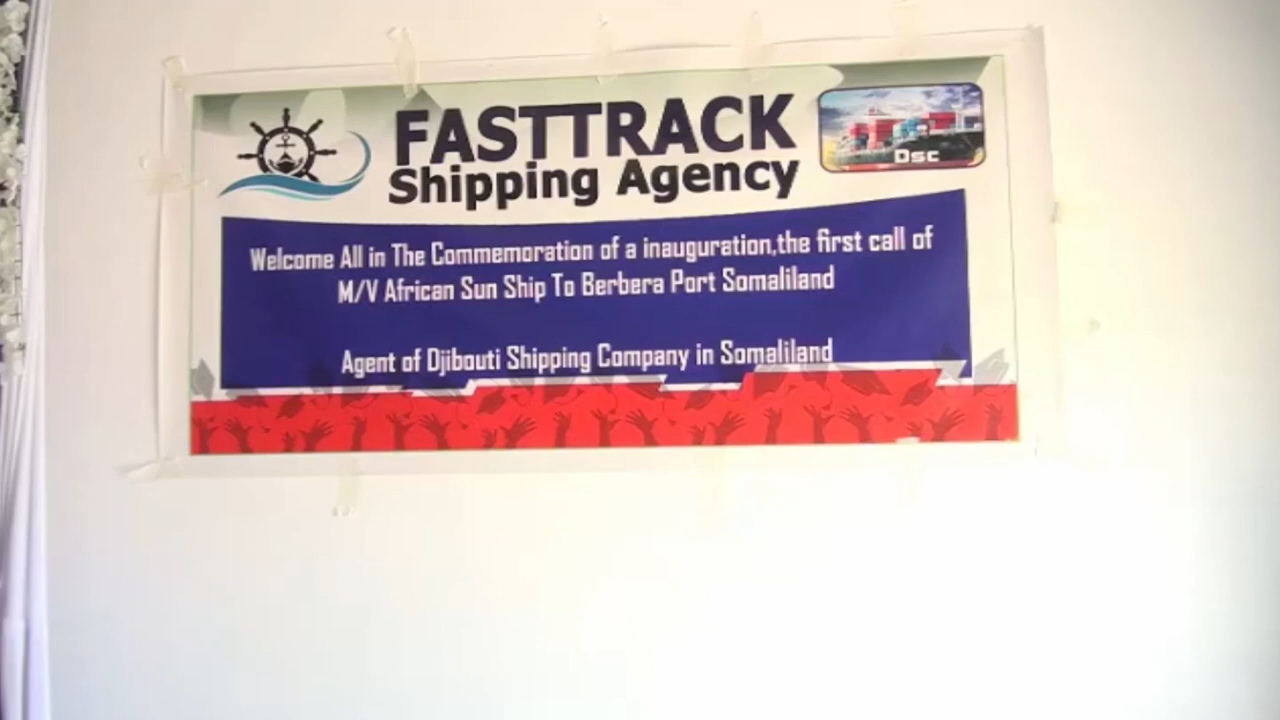 FASTTRACK
Shipping Agency
Dsc
Welcome All in The Commemoration of a inauguration,the first call of
M/V African Sun Ship To Berbera Port Somaliland
Agent of Djibouti Shipping Company in Somaliland